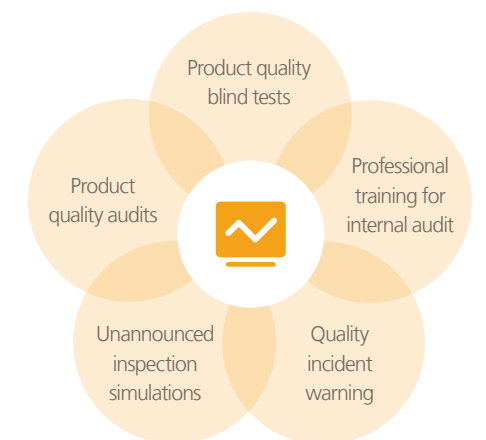 Product quality
blind tests
Professional
training for
internal audit
Quality
incident
warning
Unannounced
inspection
simulations
Product
quality audits